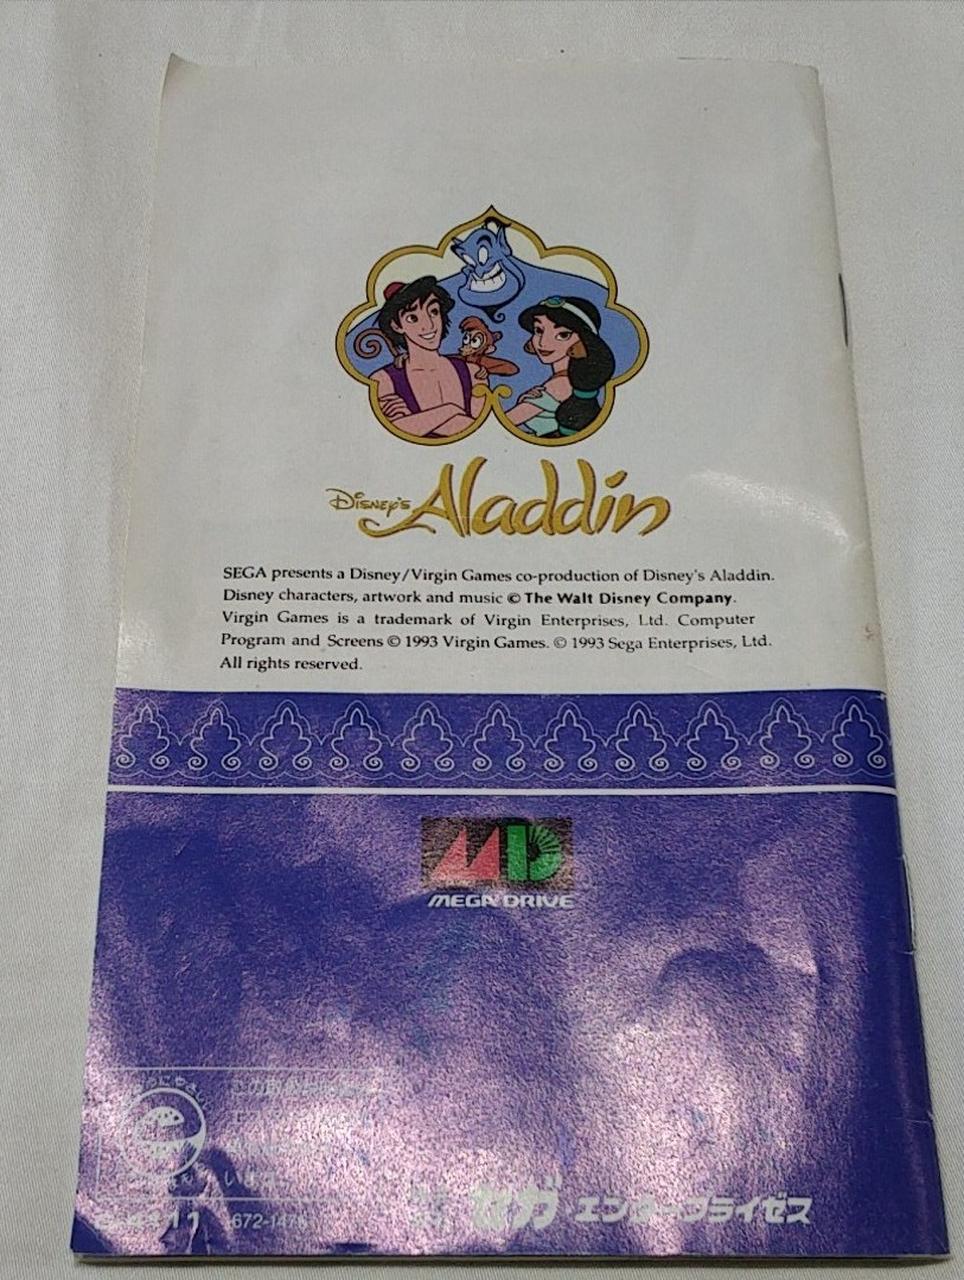 Disney's Aladdin
SEGA presents a Disney/Virgin Games co-production of Disney's Aladdin.
Disney characters, artwork and music © The Walt Disney Company.
Virgin Games is a trademark of Virgin Enterprises, Ltd. Computer
Program and Screens © 1993 Virgin Games. © 1993 Sega Enterprises, Ltd.
All rights reserved.
MD
MEGA DRIVE
セガ・エンタープライゼス